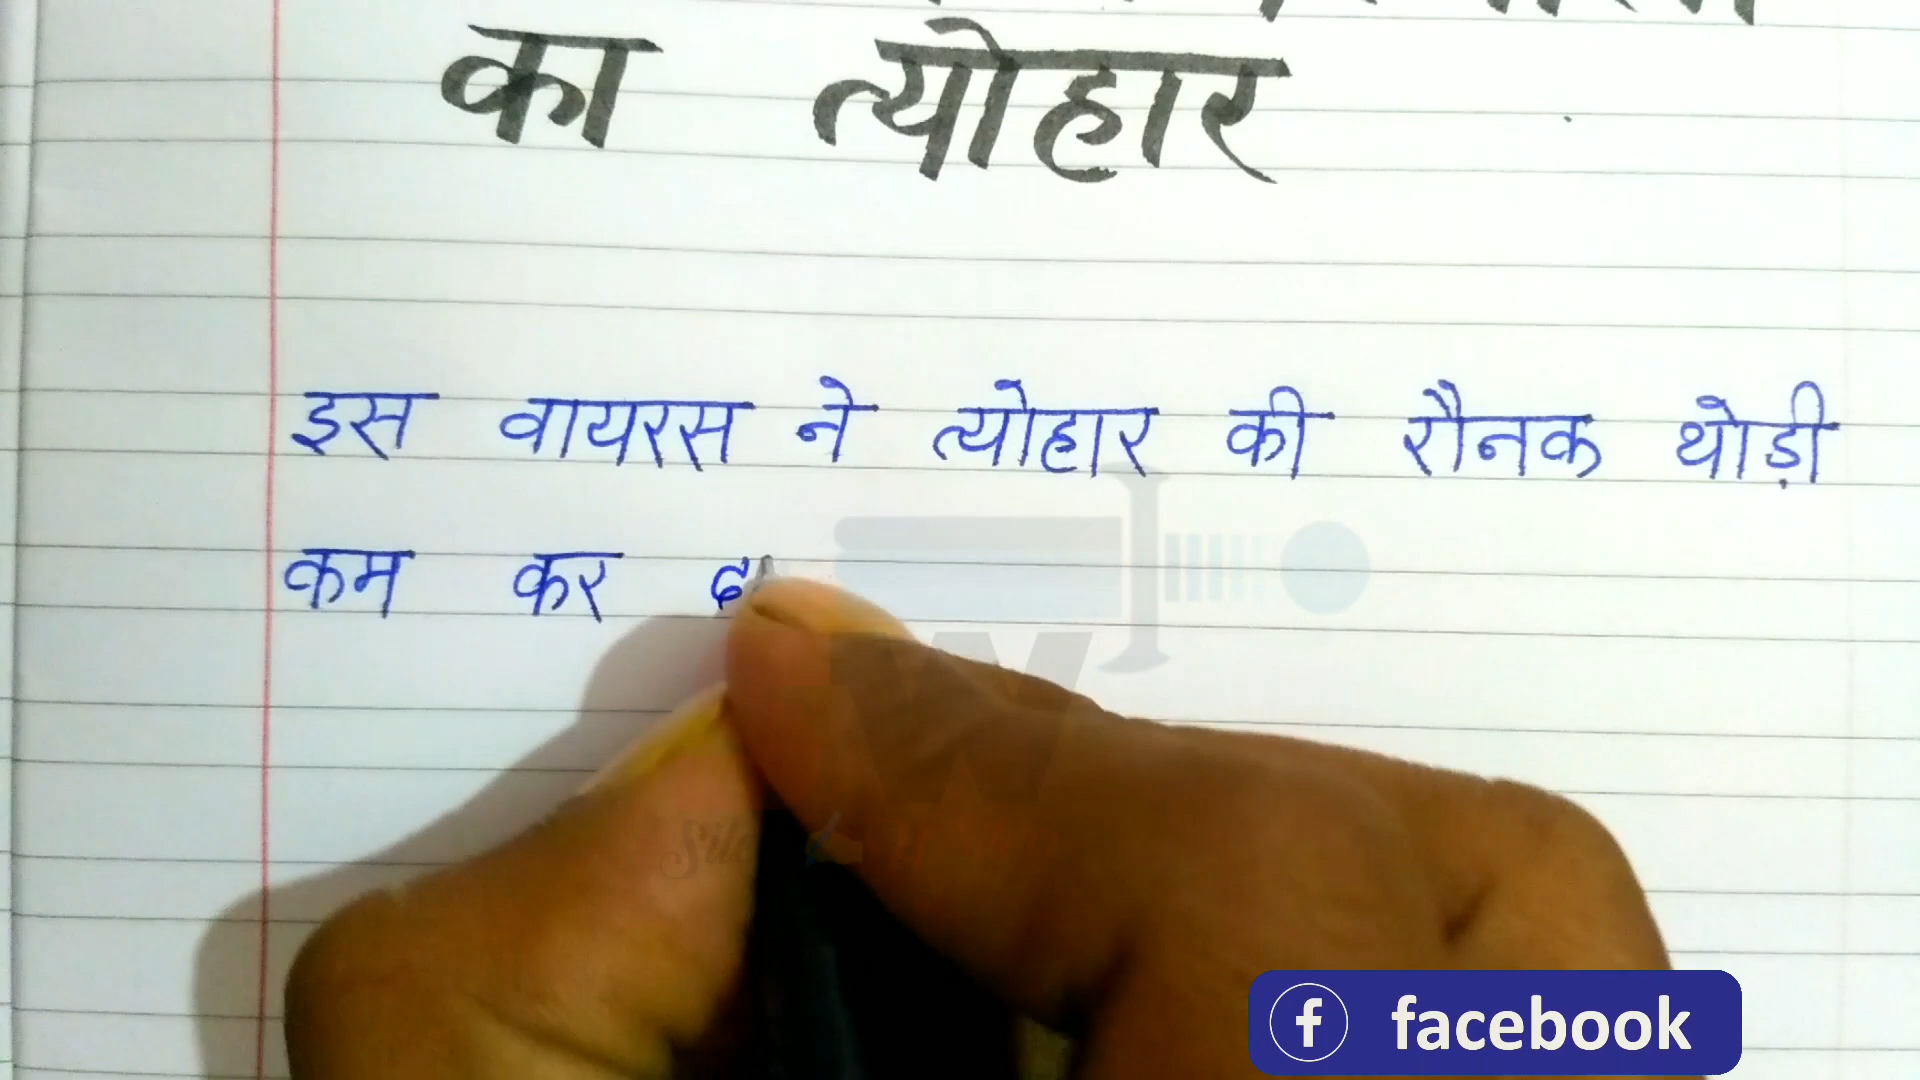 का त्योहार
इस वायरस ने त्योहार की रौनक थोड़ी
कम कर
facebook